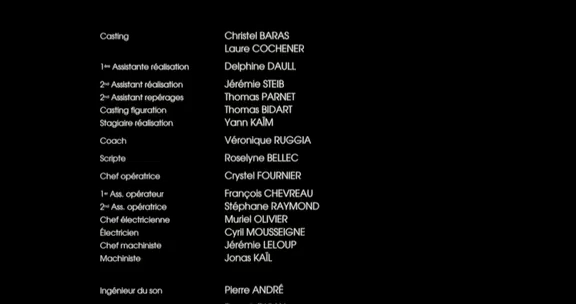 Casting Christel BARAS
Laure COCHENER
1ère Assistante réalisation Delphine DAULL
2nd Assistant réalisation Jérémie STEIB
2nd Assistant repérages Thomas PARNET
Casting figuration Thomas BIDART
Stagiaire réalisation Yann KAÏM
Coach Véronique RUGGIA
Scripte Roselyne BELLEC
Chef opératrice Crystel FOURNIER
1er Ass. opérateur François CHEVREAU
2nd Ass. opératrice Stéphane RAYMOND
Chef électricienne Muriel OLIVIER
Électricien Cyril MOUSSEIGNE
Chef machiniste Jérémie LELOUP
Machiniste Jonas KAÏL
Ingénieur du son Pierre ANDRÉ